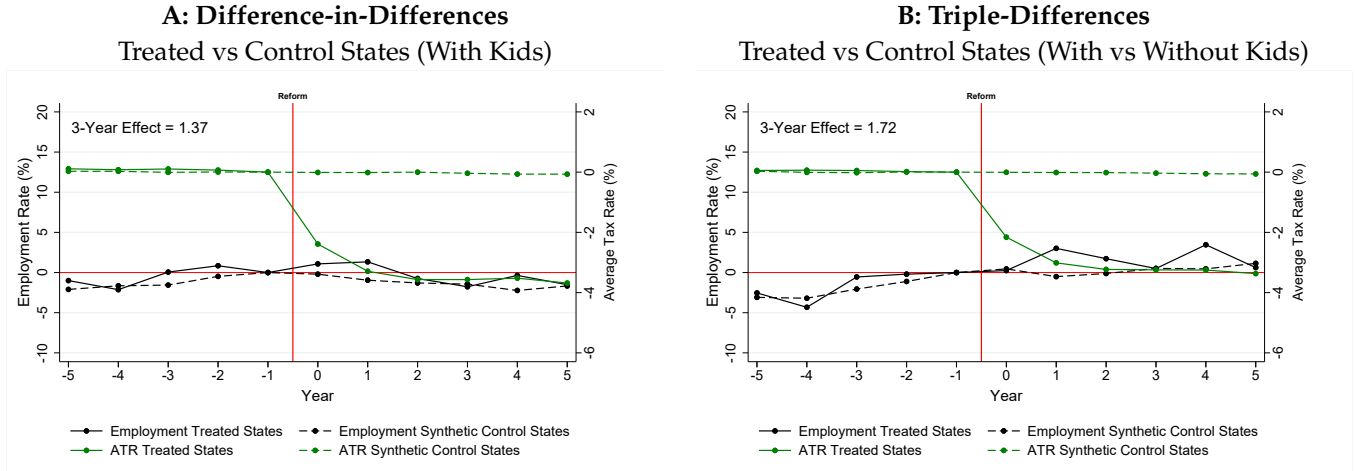 A: Difference-in-Differences
Treated vs Control States (With Kids)
Reform
3-Year Effect = 1.37
Employment Rate (%)
20
15
10
5
0
-5
-10
Average Tax Rate (%)
2
0
-2
-4
-6
-5 -4 -3 -2 -1 0 1 2 3 4 5
Year
Employment Treated States Employment Synthetic Control States
ATR Treated States ATR Synthetic Control States
B: Triple-Differences
Treated vs Control States (With vs Without Kids)
Reform
3-Year Effect = 1.72
Employment Rate (%)
20
15
10
5
0
-5
-10
Average Tax Rate (%)
2
0
-2
-4
-6
-5 -4 -3 -2 -1 0 1 2 3 4 5
Year
Employment Treated States Employment Synthetic Control States
ATR Treated States ATR Synthetic Control States